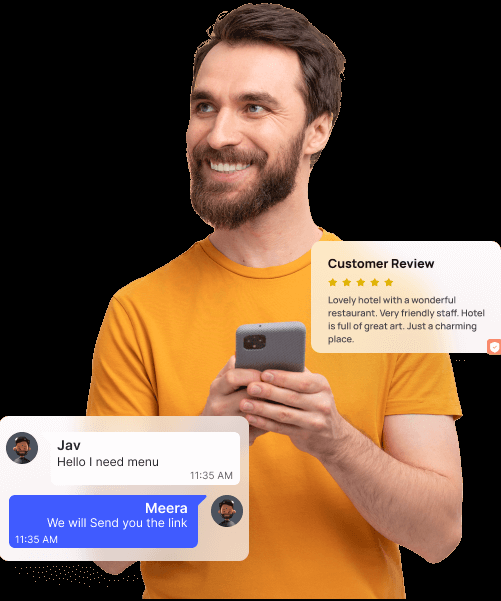 Customer Review
Lovely hotel with a wonderful
restaurant. Very friendly staff. Hotel
is full of great art. Just a charming
place.
Jav
Hello I need menu
11:35 AM
Meera
We will Send you the link
11:35 AM